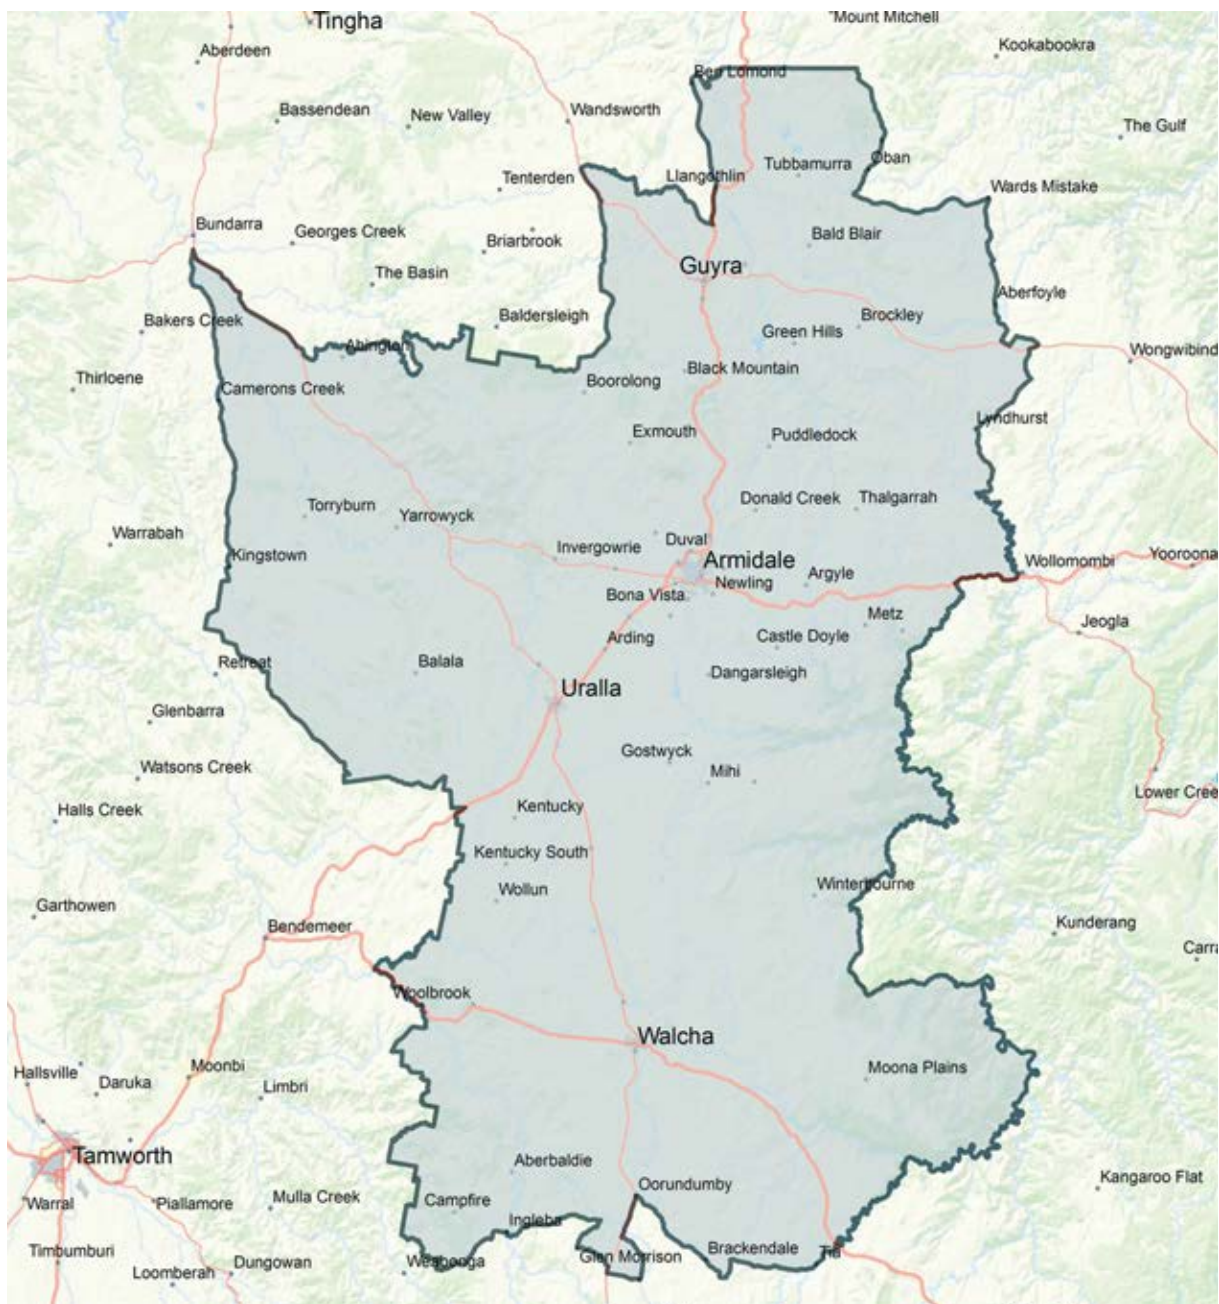 Tingha
Mount Mitchell
Aberdeen
Kookabookra
Ben Lomond
Bassendean
New Valley
Wandsworth
The Gulf
Tubbamurra
Oban
Tenterden
Llangothlin
Wards Mistake
Bundarra
Georges Creek
Briarbrook
Bald Blair
The Basin
Guyra
Aberfoyle
Bakers Creek
Baldersleigh
Green Hills
Brockley
Abington
Wongwibind
Thirloene
Camerons Creek
Boorolong
Black Mountain
Lyndhurst
Exmouth
Puddledock
Torryburn
Yarrowyck
Donald Creek
Thalgarrah
Warrabah
Kingstown
Invergowrie
Duval
Armidale
Wollomombi
Yooroona
Bona Vista
Newling
Argyle
Metz
Jeogla
Arding
Castle Doyle
Retreat
Balala
Dangarsleigh
Uralla
Glenbarra
Gostwyck
Watsons Creek
Mihi
Lower Cree
Halls Creek
Kentucky
Kentucky South
Wollun
Winterbourne
Garthowen
Bendemeer
Kunderang
Carra
Woolbrook
Walcha
Moonbi
Hallsville
Daruka
Limbri
Moona Plains
Tamworth
Aberbaldie
Kangaroo Flat
Warral
Piallamore
Mulla Creek
Campfire
Oorundumby
Ingleba
Timbumburi
Dungowan
Weabonga
Glen Morrison
Brackendale
Tia
Loomberah